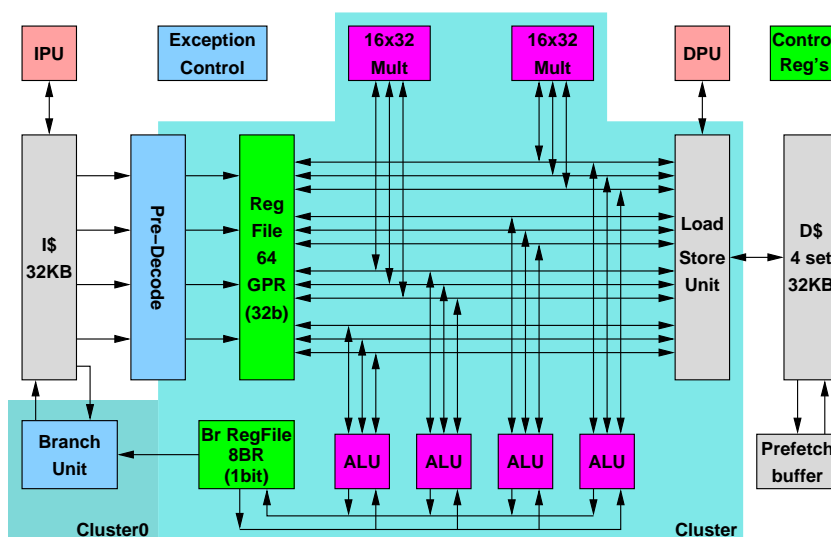 IPU
Exception
Control
16x32
Mult
16x32
Mult
DPU
Control
Reg's
I$
32KB
Pre−Decode
Reg
File
64
GPR
(32b)
Load
Store
Unit
D$
4 set
32KB
Branch
Unit
Br RegFile
8BR
(1bit)
ALU
ALU
ALU
ALU
Prefetch
buffer
Cluster0
Cluster